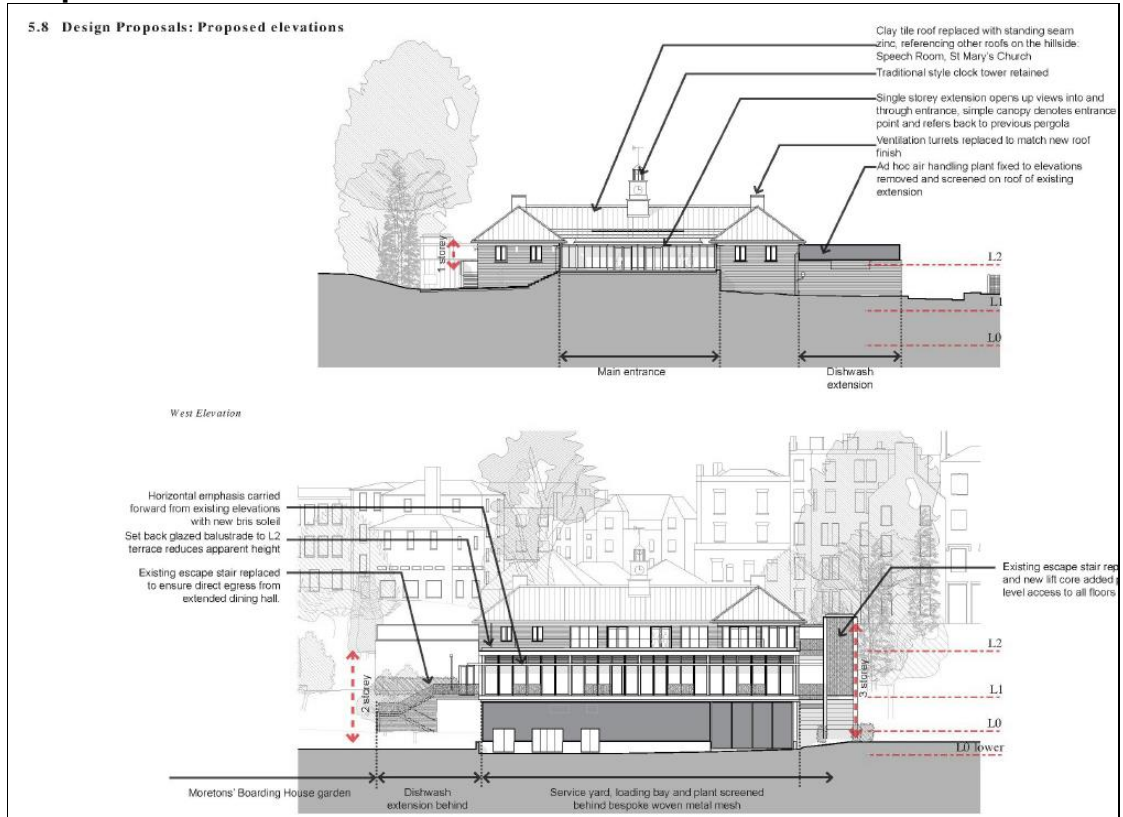 5.8 Design Proposals: Proposed elevations
Clay tile roof replaced with standing seam
zinc, referencing other roofs on the hillside:
Speech Room, St Mary's Church
Traditional style clock tower retained
Single storey extension opens up views into and
through entrance, simple canopy denotes entrance
point and refers back to previous pergola
Ventilation turrets replaced to match new roof
finish
Ad hoc air handling plant fixed to elevations
removed and screened on roof of existing
extension
1 storey
L2
L1
L0
Main entrance
Dishwash
extension
West Elevation
Horizontal emphasis carried
forward from existing elevations
with new bris soleil
Set back glazed balustrade to L2
terrace reduces apparent height
Existing escape stair replaced
to ensure direct egress from
extended dining hall.
Existing escape stair rep
and new lift core added
level access to all floors
2 storey
3 storey
L2
L1
L0
L0 lower
Moretons' Boarding House garden
Dishwash
extension behind
Service yard, loading bay and plant screened
behind bespoke woven metal mesh